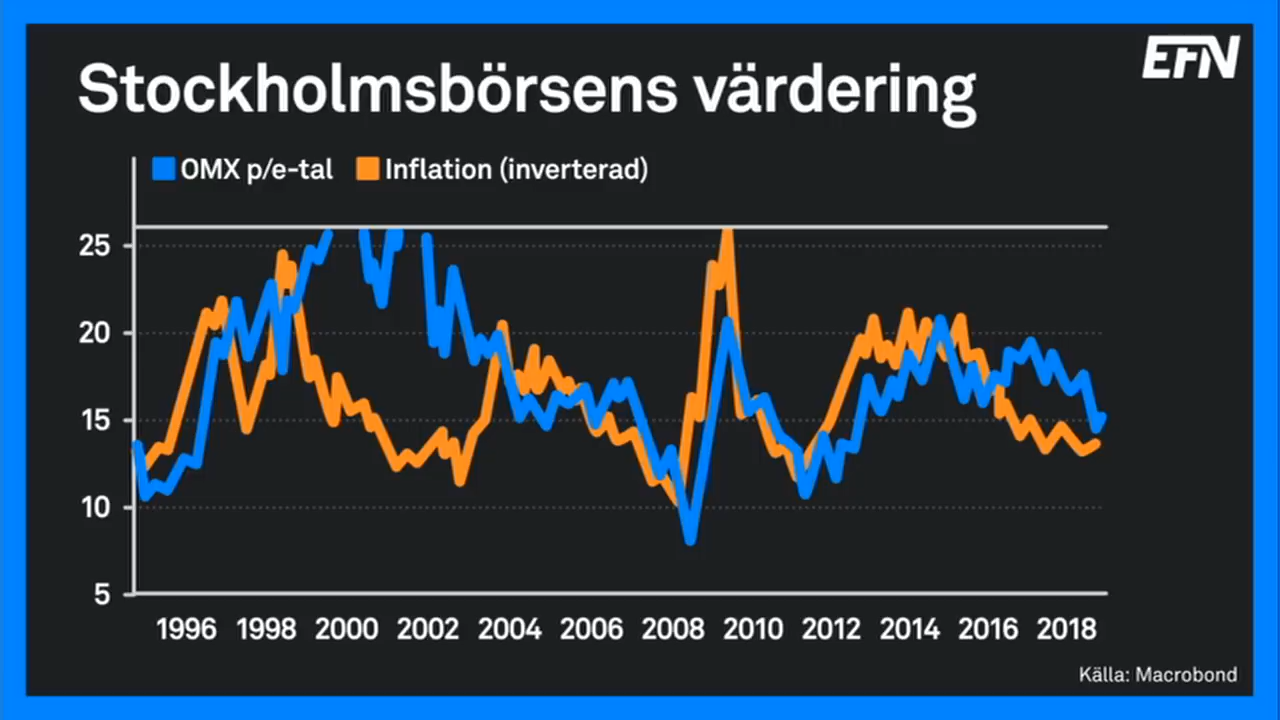 EFN
Stockholmsbörsens värdering
OMX p/e-tal Inflation (inverterad)
25
20
15
10
5
1996 1998 2000 2002 2004 2006 2008 2010 2012 2014 2016 2018
Källa: Macrobond